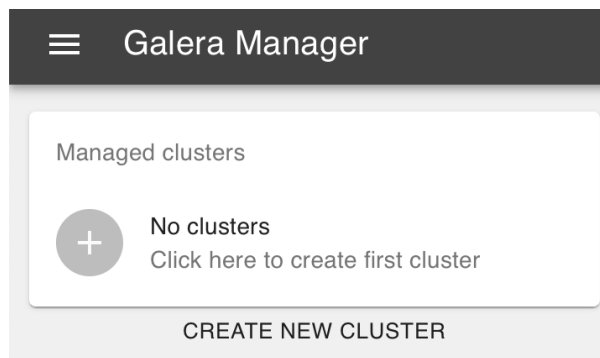 Galera Manager
Managed clusters
No clusters
Click here to create first cluster
CREATE NEW CLUSTER